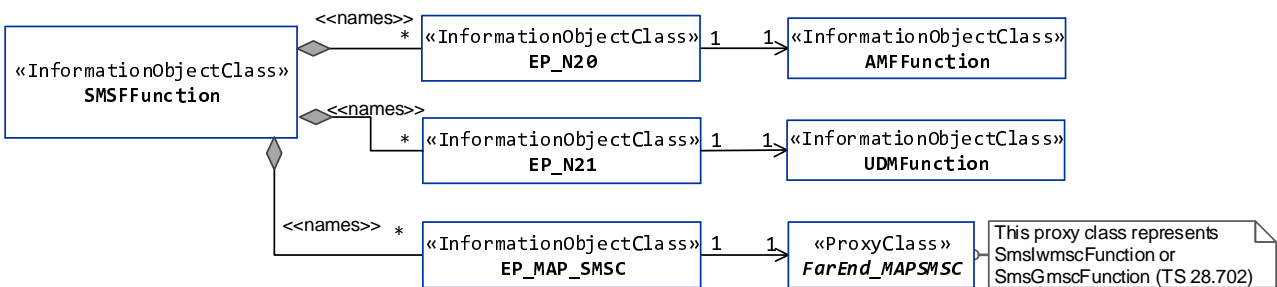 <<names>>
*
«InformationObjectClass»
EP_N20
1
1
«InformationObjectClass»
AMFFunction
«InformationObjectClass»
SMSFFunction
<<names>>
*
«InformationObjectClass»
EP_N21
1
1
«InformationObjectClass»
UDMFunction
<<names>>
*
«InformationObjectClass»
EP_MAP_SMSC
1
1
«ProxyClass»
FarEnd_MAPSMSC
This proxy class represents
SmsIwmscFunction or
SmsGmscFunction (TS 28.702)